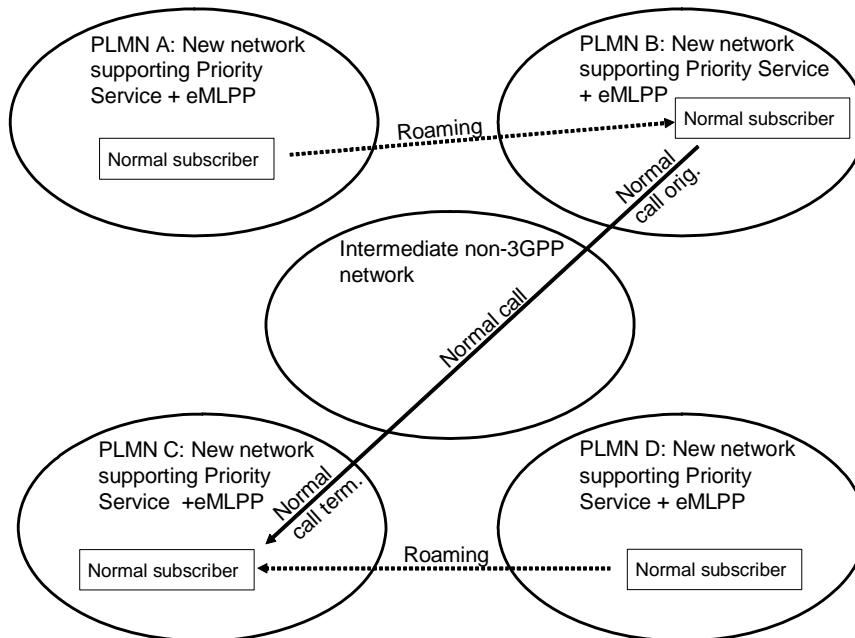 PLMN A: New network
supporting Priority
Service + eMLPP
Normal subscriber
Roaming
PLMN B: New network
supporting Priority Service
+ eMLPP
Normal subscriber
Normal
call orig.
Intermediate non-3GPP
network
Normal call
PLMN C: New network
supporting Priority
Service +eMLPP
Normal
call term.
Normal subscriber
Roaming
PLMN D: New network
supporting Priority
Service + eMLPP
Normal subscriber